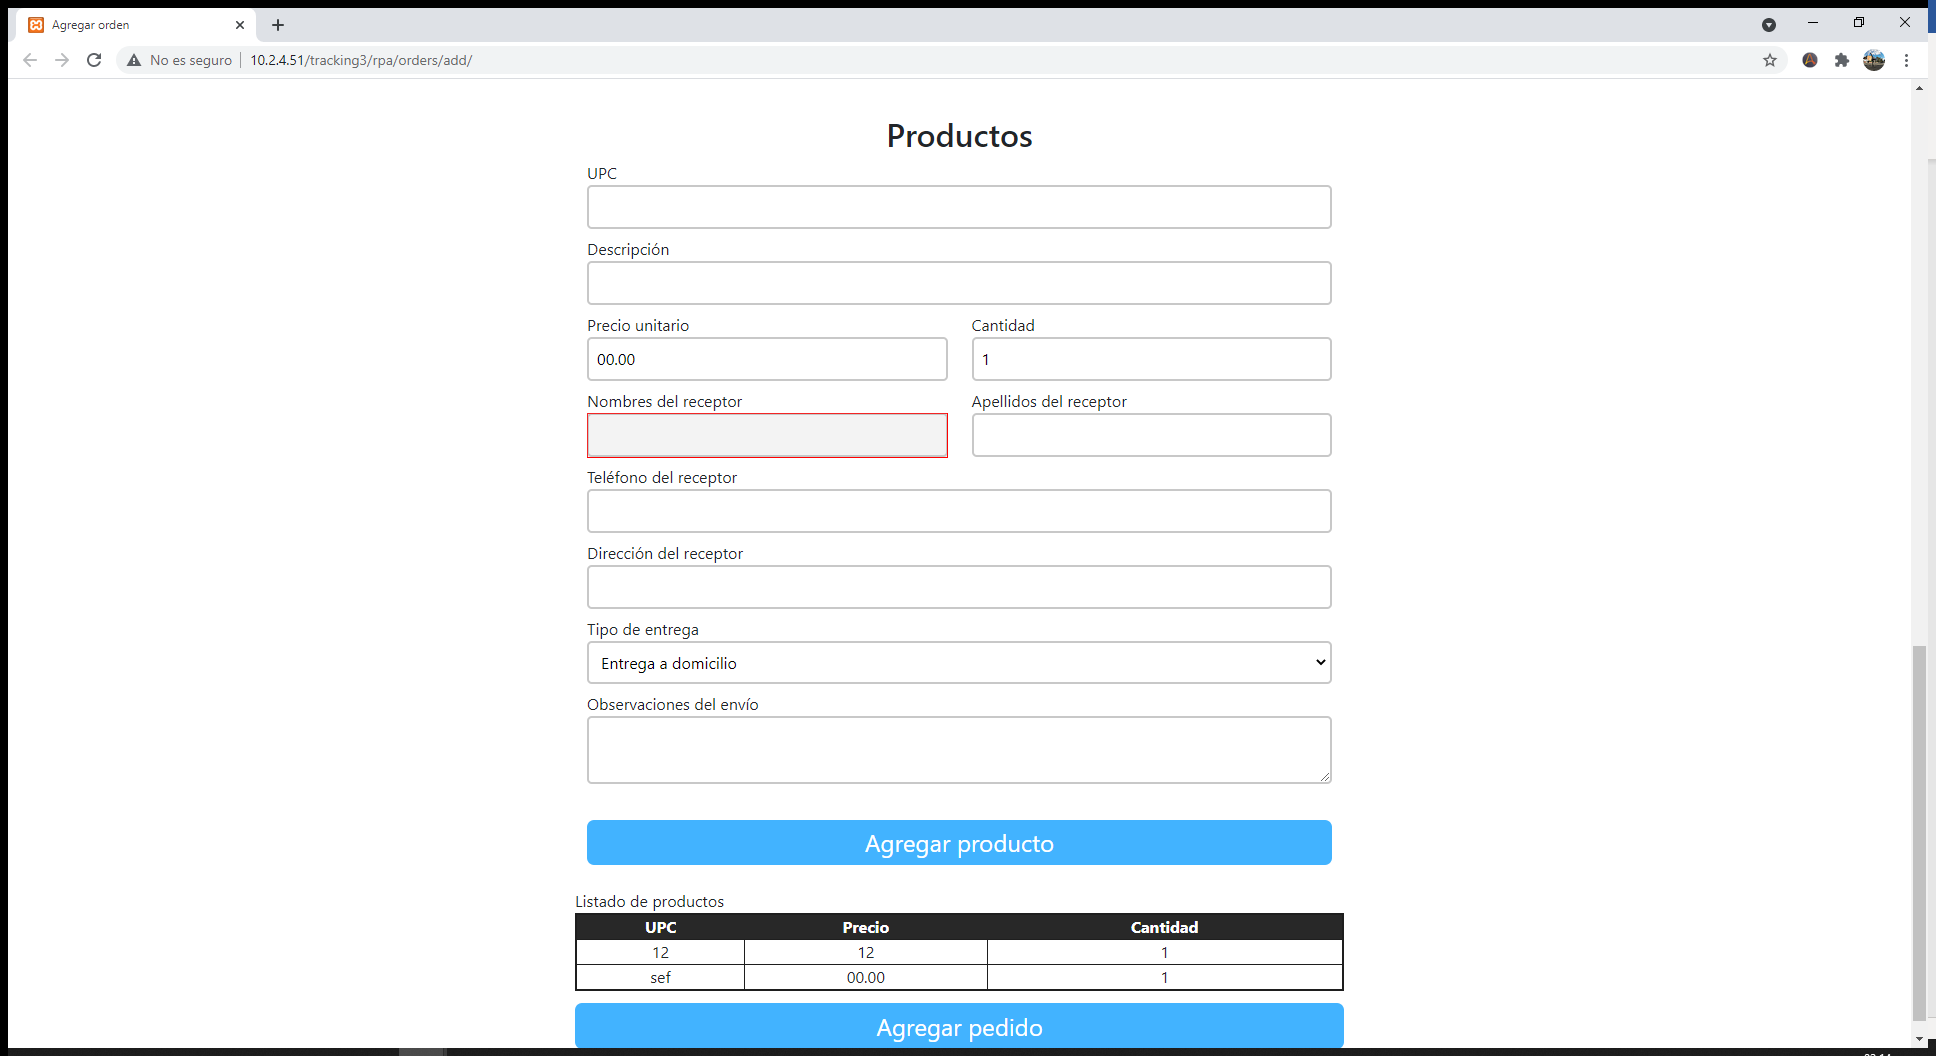 Agregar orden
No es seguro 10.2.4.51/tracking3/rpa/orders/add/
Productos
UPC
Descripción
Precio unitario Cantidad
00.00 1
Nombres del receptor Apellidos del receptor
Teléfono del receptor
Dirección del receptor
Tipo de entrega
Entrega a domicilio
Observaciones del envío
Agregar producto
Listado de productos
UPC Precio Cantidad
12 12 1
sef 00.00 1
Agregar pedido